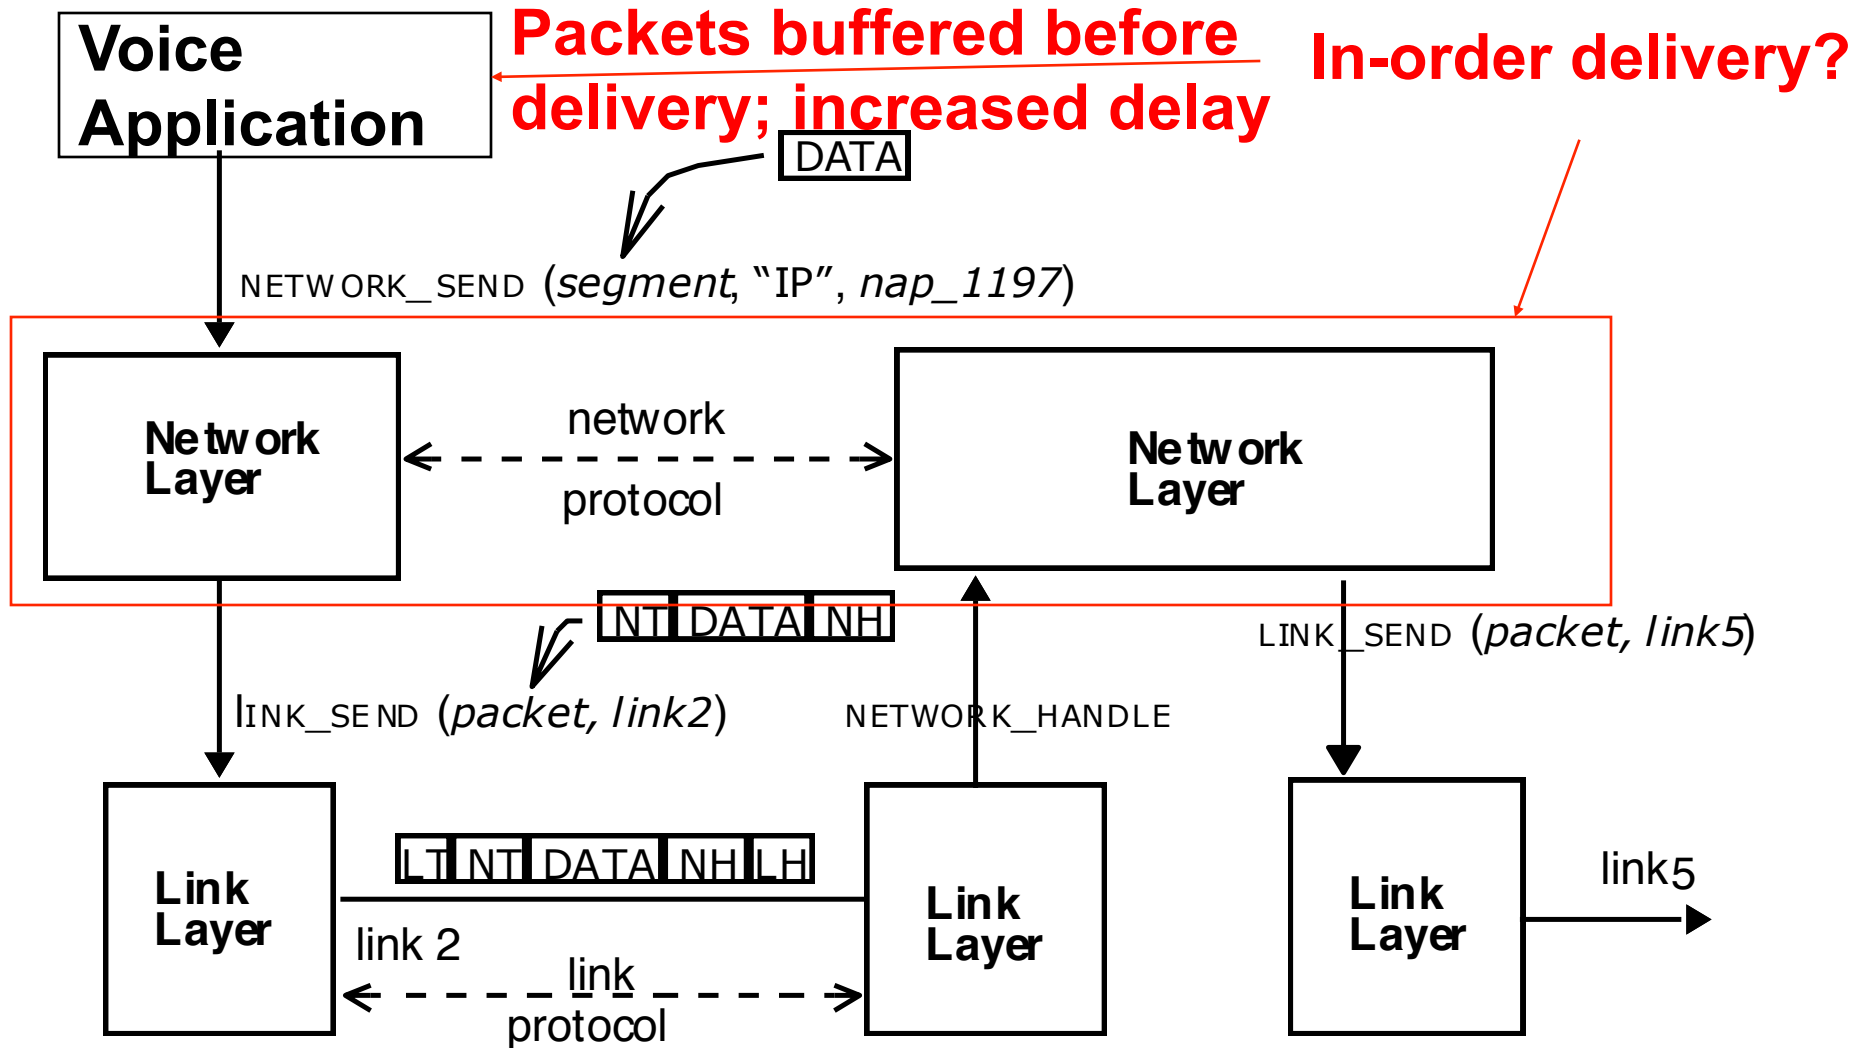 Voice
Application
Packets buffered before
delivery; increased delay
In-order delivery?
DATA
NETWORK_SEND (segment, “IP”, nap_1197)
Network
Layer
network
protocol
Network
Layer
NT DATA NH
LINK_SEND (packet, link5)
lINK_SEND (packet, link2)
NETWORK_HANDLE
LT NT DATA NH LH
Link
Layer
link 2
link
protocol
Link
Layer
Link
Layer
link5